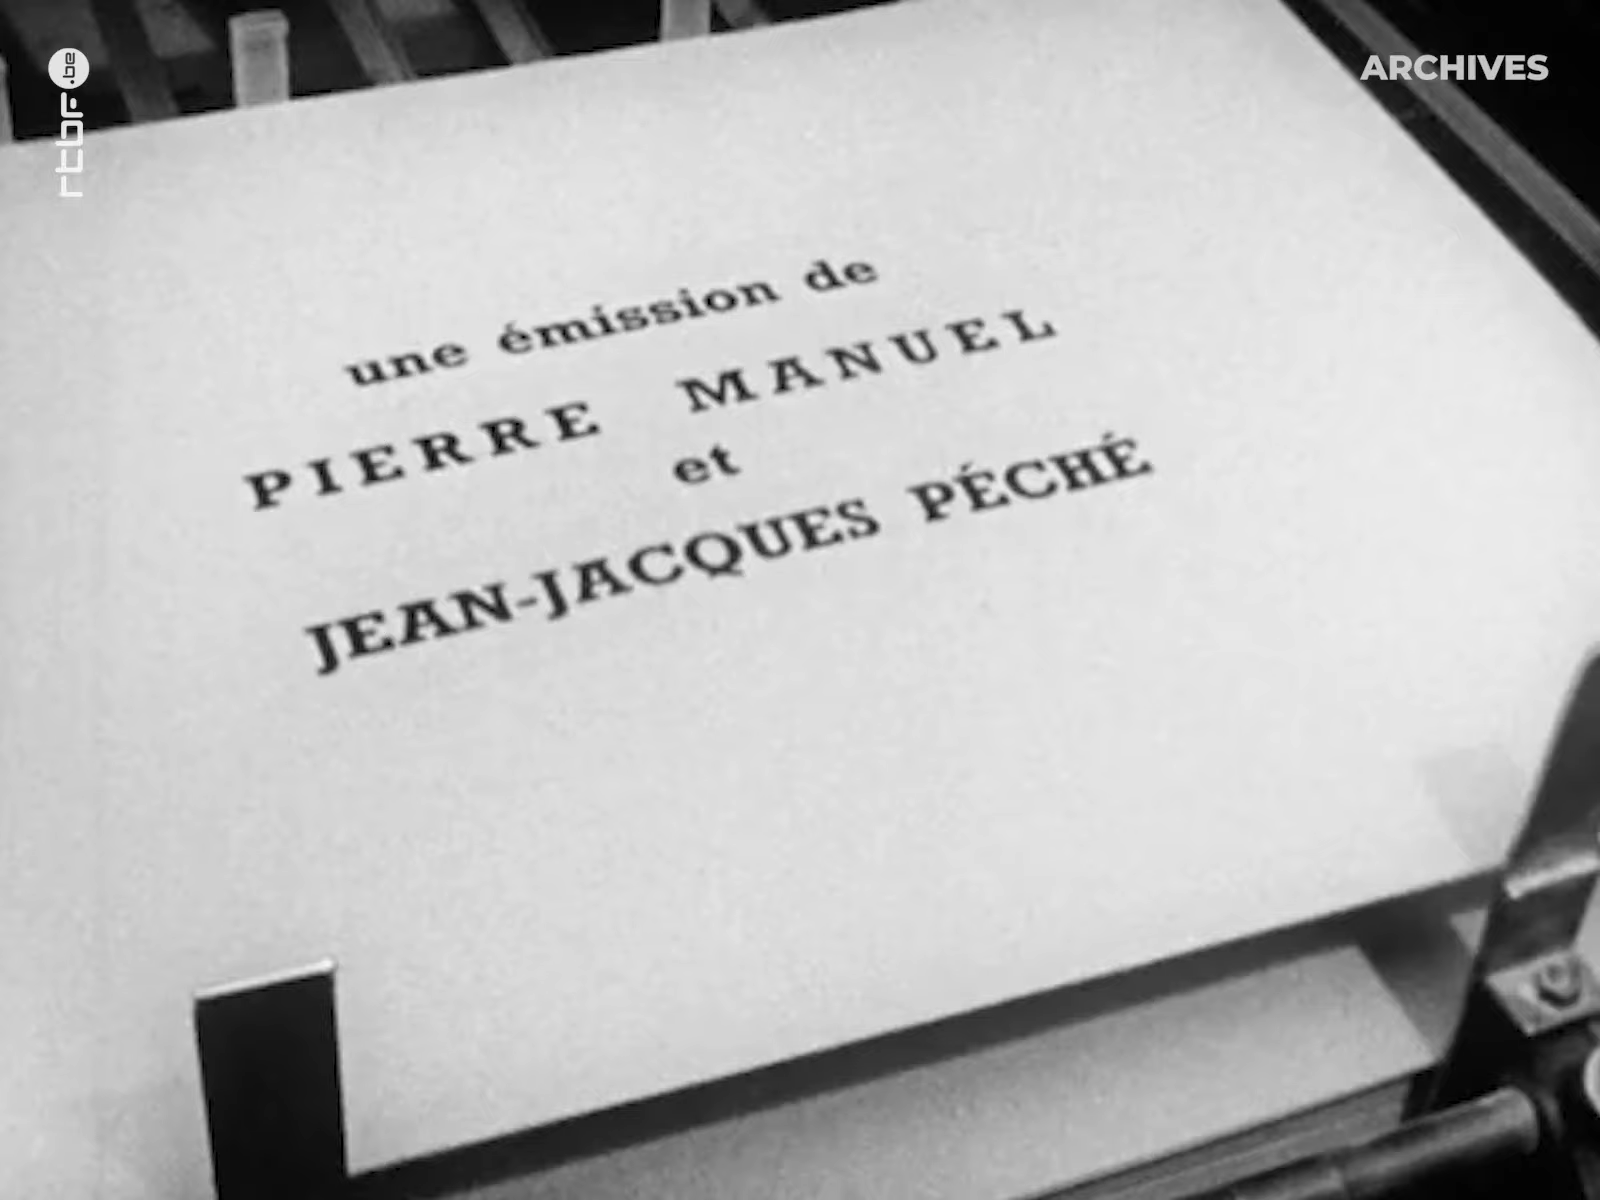 rtbf.be
ARCHIVES
une émission de
PIERRE MANUEL
et
JEAN-JACQUES PÉCHÉ